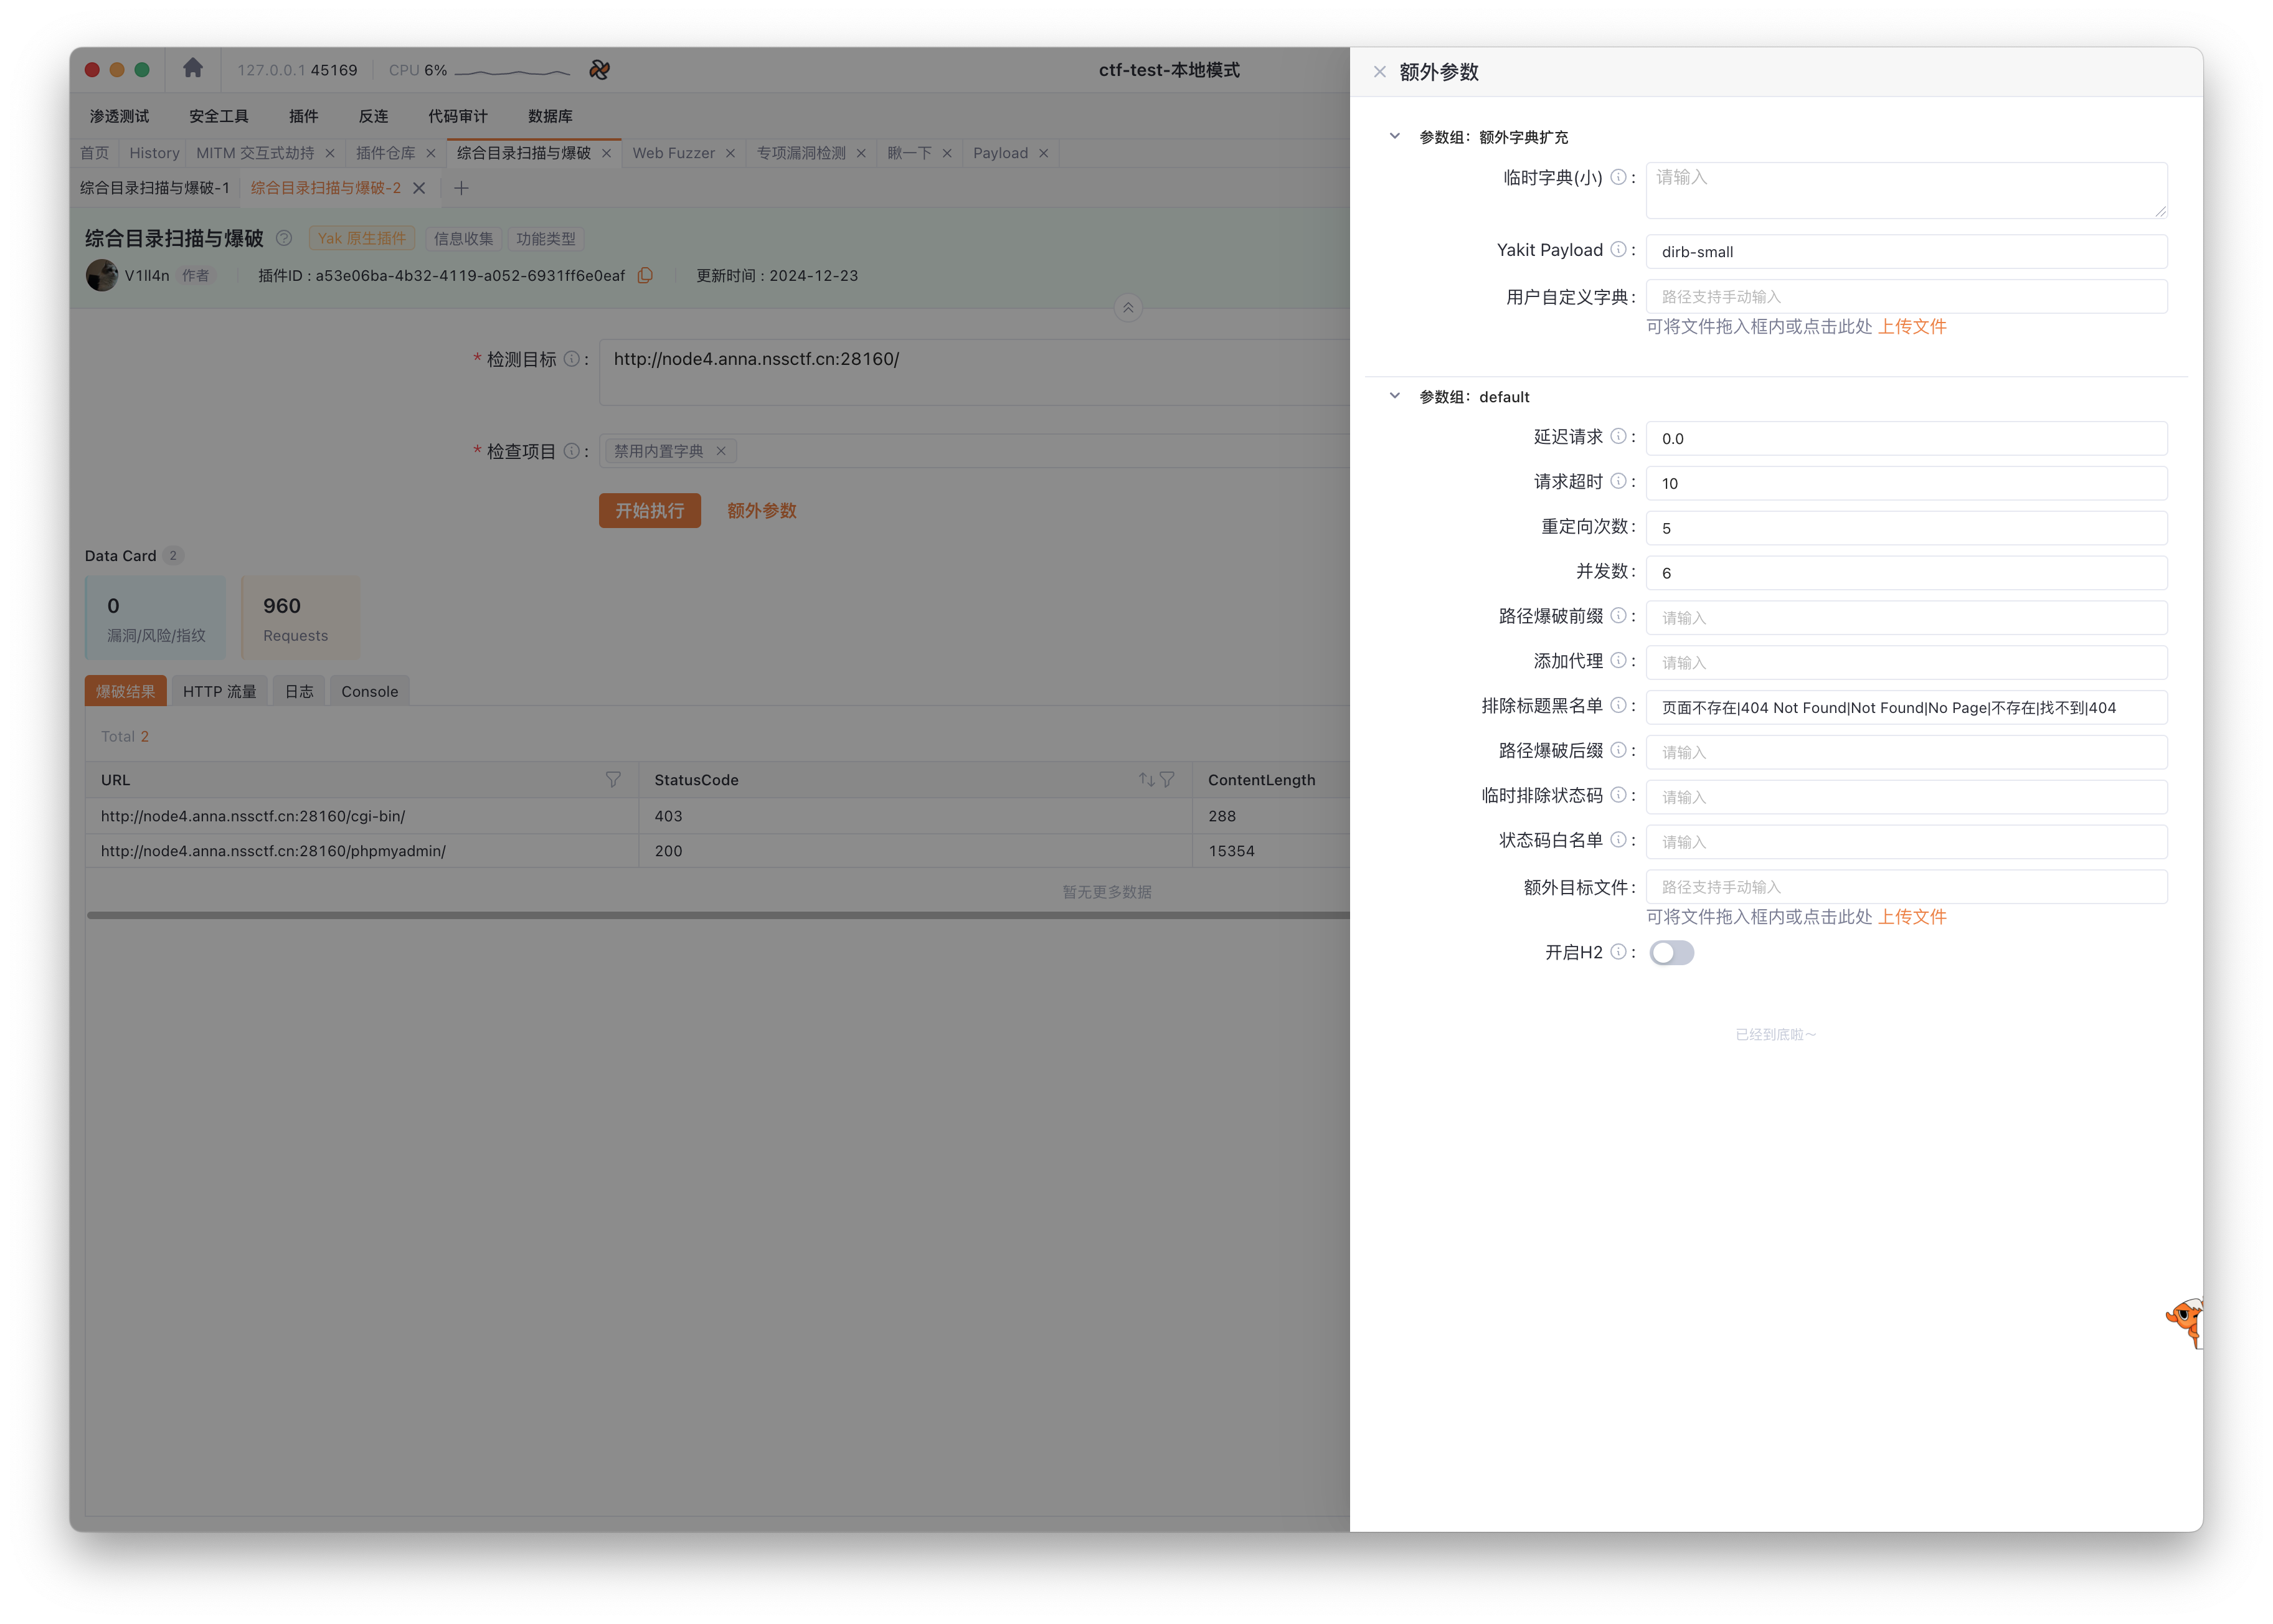 127.0.0.1 45169 CPU 6% ctf-test-本地模式
渗透测试 安全工具 插件 反连 代码审计 数据库
首页 History MITM 交互式劫持 插件仓库 综合目录扫描与爆破 Web Fuzzer 专项漏洞检测 瞅一下 Payload
综合目录扫描与爆破-1 综合目录扫描与爆破-2
综合目录扫描与爆破 Yak 原生插件 信息收集 功能类型
V1ll4n 作者 插件ID : a53e06ba-4b32-4119-a052-6931ff6e0eaf 更新时间 : 2024-12-23
* 检测目标 : http://node4.anna.nssctf.cn:28160/
* 检查项目 : 禁用内置字典
开始执行 额外参数
Data Card 2
0 960
漏洞/风险/指纹 Requests
爆破结果 HTTP 流量 日志 Console
Total 2
URL StatusCode ContentLength
http://node4.anna.nssctf.cn:28160/cgi-bin/ 403 288
http://node4.anna.nssctf.cn:28160/phpmyadmin/ 200 15354
暂无更多数据
额外参数
参数组: 额外字典扩充
临时字典(小) : 请输入
Yakit Payload : dirb-small
用户自定义字典 : 路径支持手动输入
可将文件拖入框内或点击此处 上传文件
参数组: default
延迟请求 : 0.0
请求超时 : 10
重定向次数 : 5
并发数 : 6
路径爆破前缀 : 请输入
添加代理 : 请输入
排除标题黑名单 : 页面不存在|404 Not Found|Not Found|No Page|不存在|找不到|404
路径爆破后缀 : 请输入
临时排除状态码 : 请输入
状态码白名单 : 请输入
额外目标文件 : 路径支持手动输入
可将文件拖入框内或点击此处 上传文件
开启H2 :
已经到底啦～